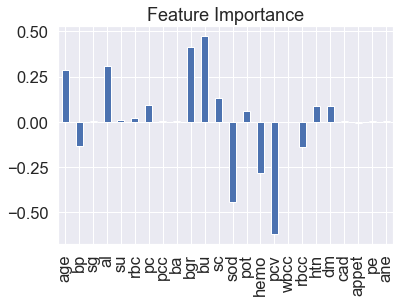 Feature Importance
0.50
0.25
0.00
−0.25
−0.50
age
bp
sg
al
su
rbc
pc
pcc
ba
bgr
bu
sc
sod
pot
hemo
pcv
wbcc
rbcc
htn
dm
cad
appet
pe
ane